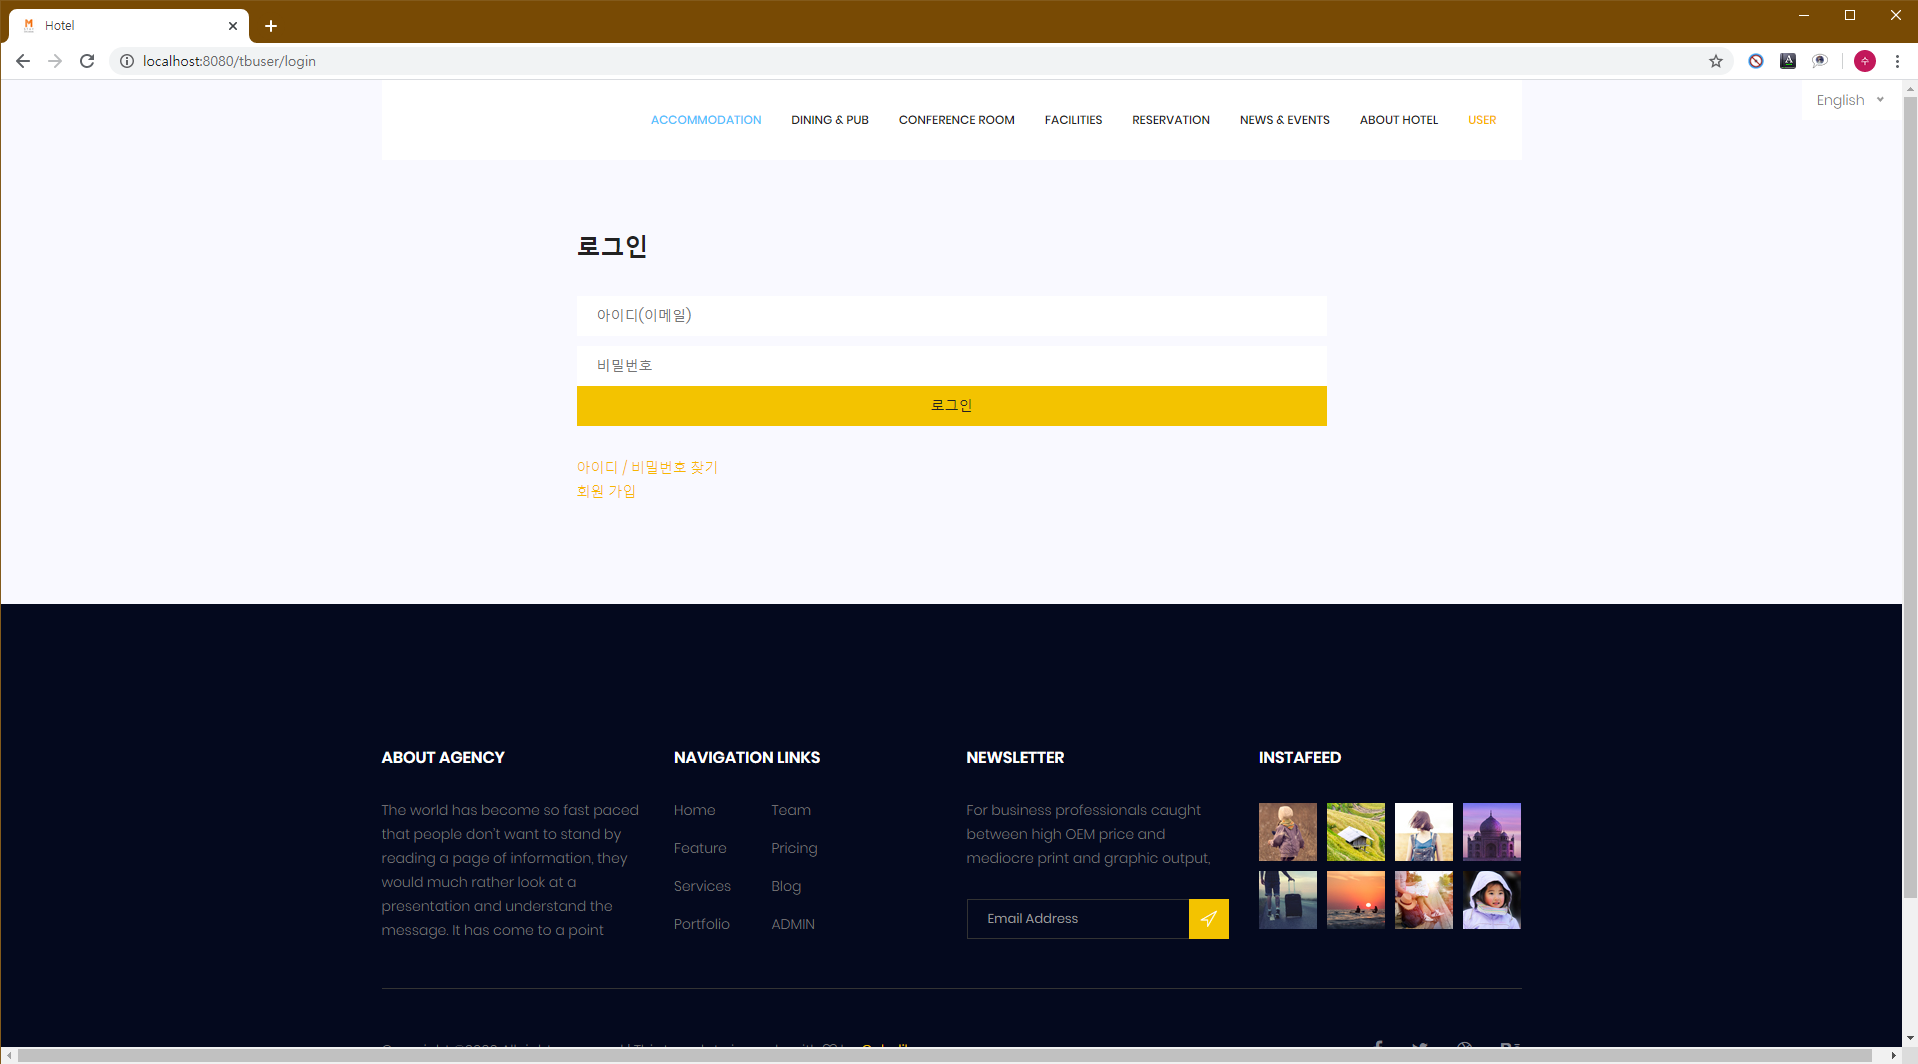 Hotel
localhost:8080/tbuser/login
English
ACCOMMODATION DINING & PUB CONFERENCE ROOM FACILITIES RESERVATION NEWS & EVENTS ABOUT HOTEL USER
로그인
아이디(이메일)
비밀번호
로그인
아이디 / 비밀번호 찾기
회원 가입
ABOUT AGENCY
The world has become so fast paced
that people don't want to stand by
reading a page of information, they
would much rather look at a
presentation and understand the
message. It has come to a point
NAVIGATION LINKS
Home Team
Feature Pricing
Services Blog
Portfolio ADMIN
NEWSLETTER
For business professionals caught
between high OEM price and
mediocre print and graphic output,
Email Address
INSTAFEED